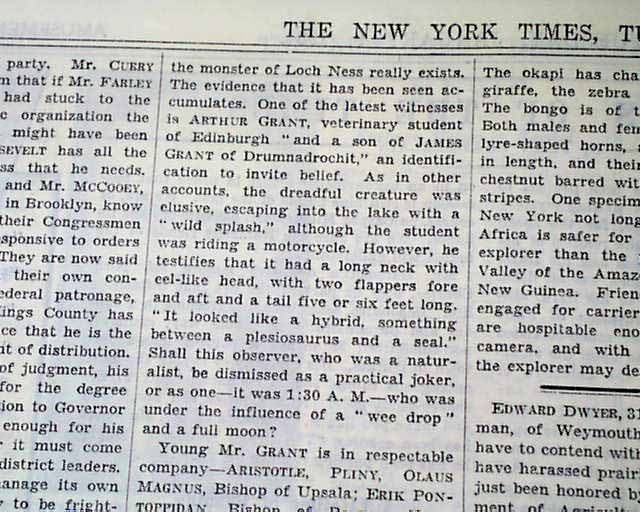 THE NEW YORK TIMES, TU
party. Mr. CURRY
m that if Mr. FARLEY
had stuck to the
c organization the
might have been
SEVELT has all the
ss that he needs.
and Mr. MCCOOEY,
in Brooklyn, know
their Congressmen
esponsive to orders
They are now said
their own con-
ederal patronage,
ings County has
ce that he is the
nt of distribution.
of judgment, his
for the degree
sion to Governor
enough for his
it must come
district leaders.
anage its own
y to be fright-
the monster of Loch Ness really exists.
The evidence that it has been seen ac-
cumulates. One of the latest witnesses
is ARTHUR GRANT, veterinary student
of Edinburgh "and a son of JAMES
GRANT of Drumnadrochit," an identifi-
cation to invite belief. As in other
accounts, the dreadful creature was
elusive, escaping into the lake with a
"wild splash," although the student
was riding a motorcycle. However, he
testifies that it had a long neck with
eel-like head, with two flappers fore
and aft and a tail five or six feet long.
"It looked like a hybrid, something
between a plesiosaurus and a seal."
Shall this observer, who was a natur-
alist, be dismissed as a practical joker,
or as one—it was 1:30 A. M.—who was
under the influence of a "wee drop"
and a full moon?
Young Mr. GRANT is in respectable
company—ARISTOTLE, PLINY, OLAUS
MAGNUS, Bishop of Upsala; ERIK PON-
TOPPIDAN, Bishop of
The okapi has cha
giraffe, the zebra
The bongo is of t
Both males and fem
lyre-shaped horns, a
in length, and their
chestnut barred wit
stripes. One specim
New York not long
Africa is safer for
explorer than the
Valley of the Amaz
New Guinea. Frien
engaged for carrier
are hospitable eno
camera, and with
the explorer may de
EDWARD DWYER, 31
man, of Weymouth
have to contend with
have harassed prair
just been honored b
ment of Agricul